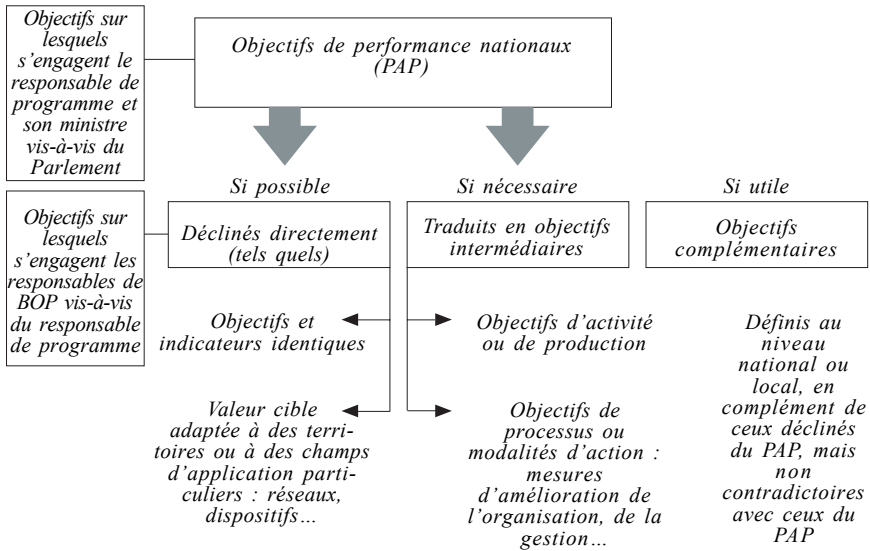 Objectifs sur
lesquels
s'engagent le
responsable de
programme et
son ministre
vis-à-vis du
Parlement
Objectifs de performance nationaux
(PAP)
Si possible
Si nécessaire
Si utile
Objectifs sur
lesquels
s'engagent les
responsables de
BOP vis-à-vis
du responsable
de programme
Déclinés directement
(tels quels)
Traduits en objectifs
intermédiaires
Objectifs
complémentaires
Objectifs et
indicateurs identiques
Objectifs d'activité
ou de production
Valeur cible
adaptée à des terri-
toires ou à des champs
d'application parti-
culiers : réseaux,
dispositifs...
Objectifs de
processus ou
modalités d'action :
mesures
d'amélioration de
l'organisation, de la
gestion...
Définis au
niveau
national ou
local, en
complément de
ceux déclinés
du PAP, mais
non
contradictoires
avec ceux du
PAP